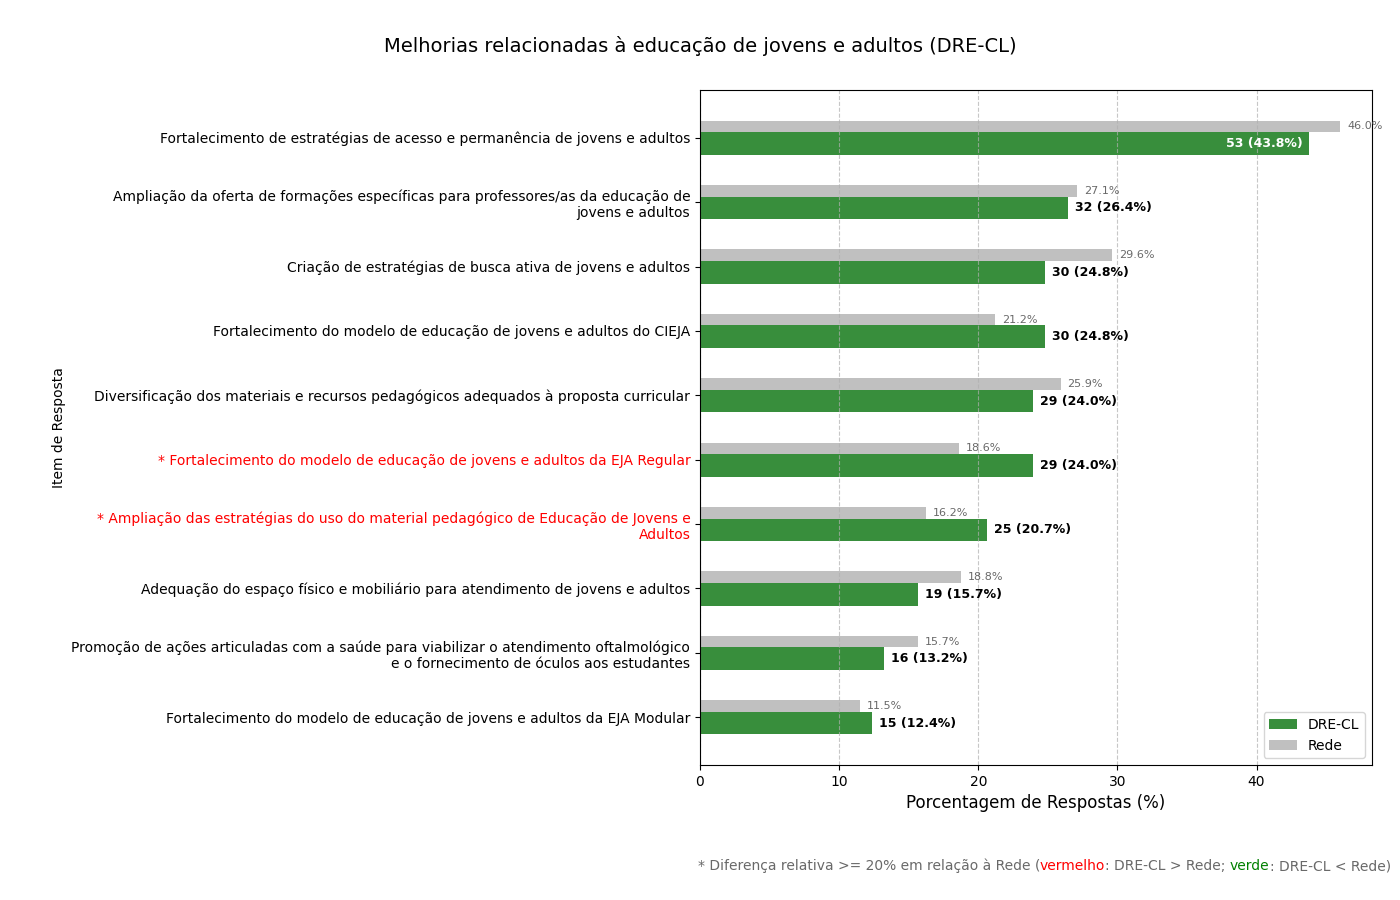 Melhorias relacionadas à educação de jovens e adultos (DRE-CL)
Item de Resposta
Fortalecimento de estratégias de acesso e permanência de jovens e adultos
46.0%
53 (43.8%)
Ampliação da oferta de formações específicas para professores/as da educação de
jovens e adultos
27.1%
32 (26.4%)
Criação de estratégias de busca ativa de jovens e adultos
29.6%
30 (24.8%)
Fortalecimento do modelo de educação de jovens e adultos do CIEJA
21.2%
30 (24.8%)
Diversificação dos materiais e recursos pedagógicos adequados à proposta curricular
25.9%
29 (24.0%)
* Fortalecimento do modelo de educação de jovens e adultos da EJA Regular
18.6%
29 (24.0%)
* Ampliação das estratégias do uso do material pedagógico de Educação de Jovens e
Adultos
16.2%
25 (20.7%)
Adequação do espaço físico e mobiliário para atendimento de jovens e adultos
18.8%
19 (15.7%)
Promoção de ações articuladas com a saúde para viabilizar o atendimento oftalmológico
e o fornecimento de óculos aos estudantes
15.7%
16 (13.2%)
Fortalecimento do modelo de educação de jovens e adultos da EJA Modular
11.5%
15 (12.4%)
DRE-CL
Rede
0 10 20 30 40
Porcentagem de Respostas (%)
* Diferença relativa >= 20% em relação à Rede (vermelho: DRE-CL > Rede; verde: DRE-CL < Rede)